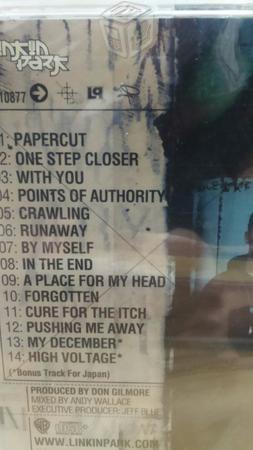 LINKIN
PARK
10877
LP
1: PAPERCUT
2: ONE STEP CLOSER
03: WITH YOU
04: POINTS OF AUTHORITY
05: CRAWLING
06: RUNAWAY
07: BY MYSELF
08: IN THE END
09: A PLACE FOR MY HEAD
10: FORGOTTEN
11: CURE FOR THE ITCH
12: PUSHING ME AWAY
13: MY DECEMBER*
14: HIGH VOLTAGE*
(*Bonus Track For Japan)
PRODUCED BY DON GILMORE
MIXED BY ANDY WALLACE
EXECUTIVE PRODUCER: JEFF BLUE
WWW.LINKINPARK.COM